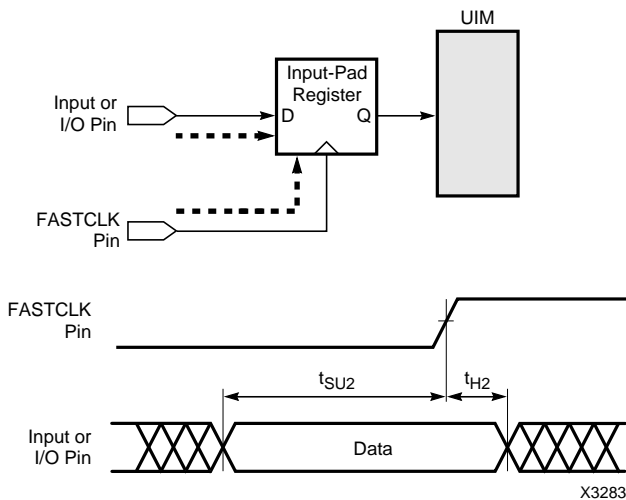 UIM
Input-Pad
Register
Input or
I/O Pin
D
Q
FASTCLK
Pin
FASTCLK
Pin
tSU2
tH2
Input or
I/O Pin
Data
X3283